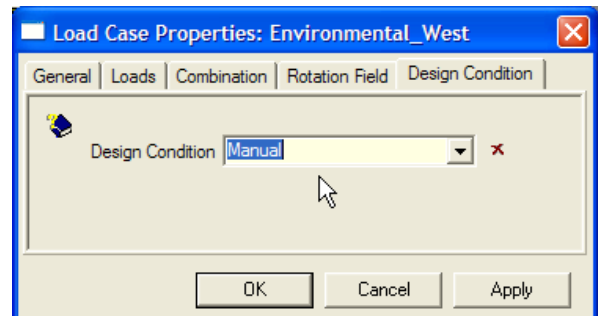 Load Case Properties: Environmental_West
General Loads Combination Rotation Field Design Condition
Design Condition Manual
OK Cancel Apply